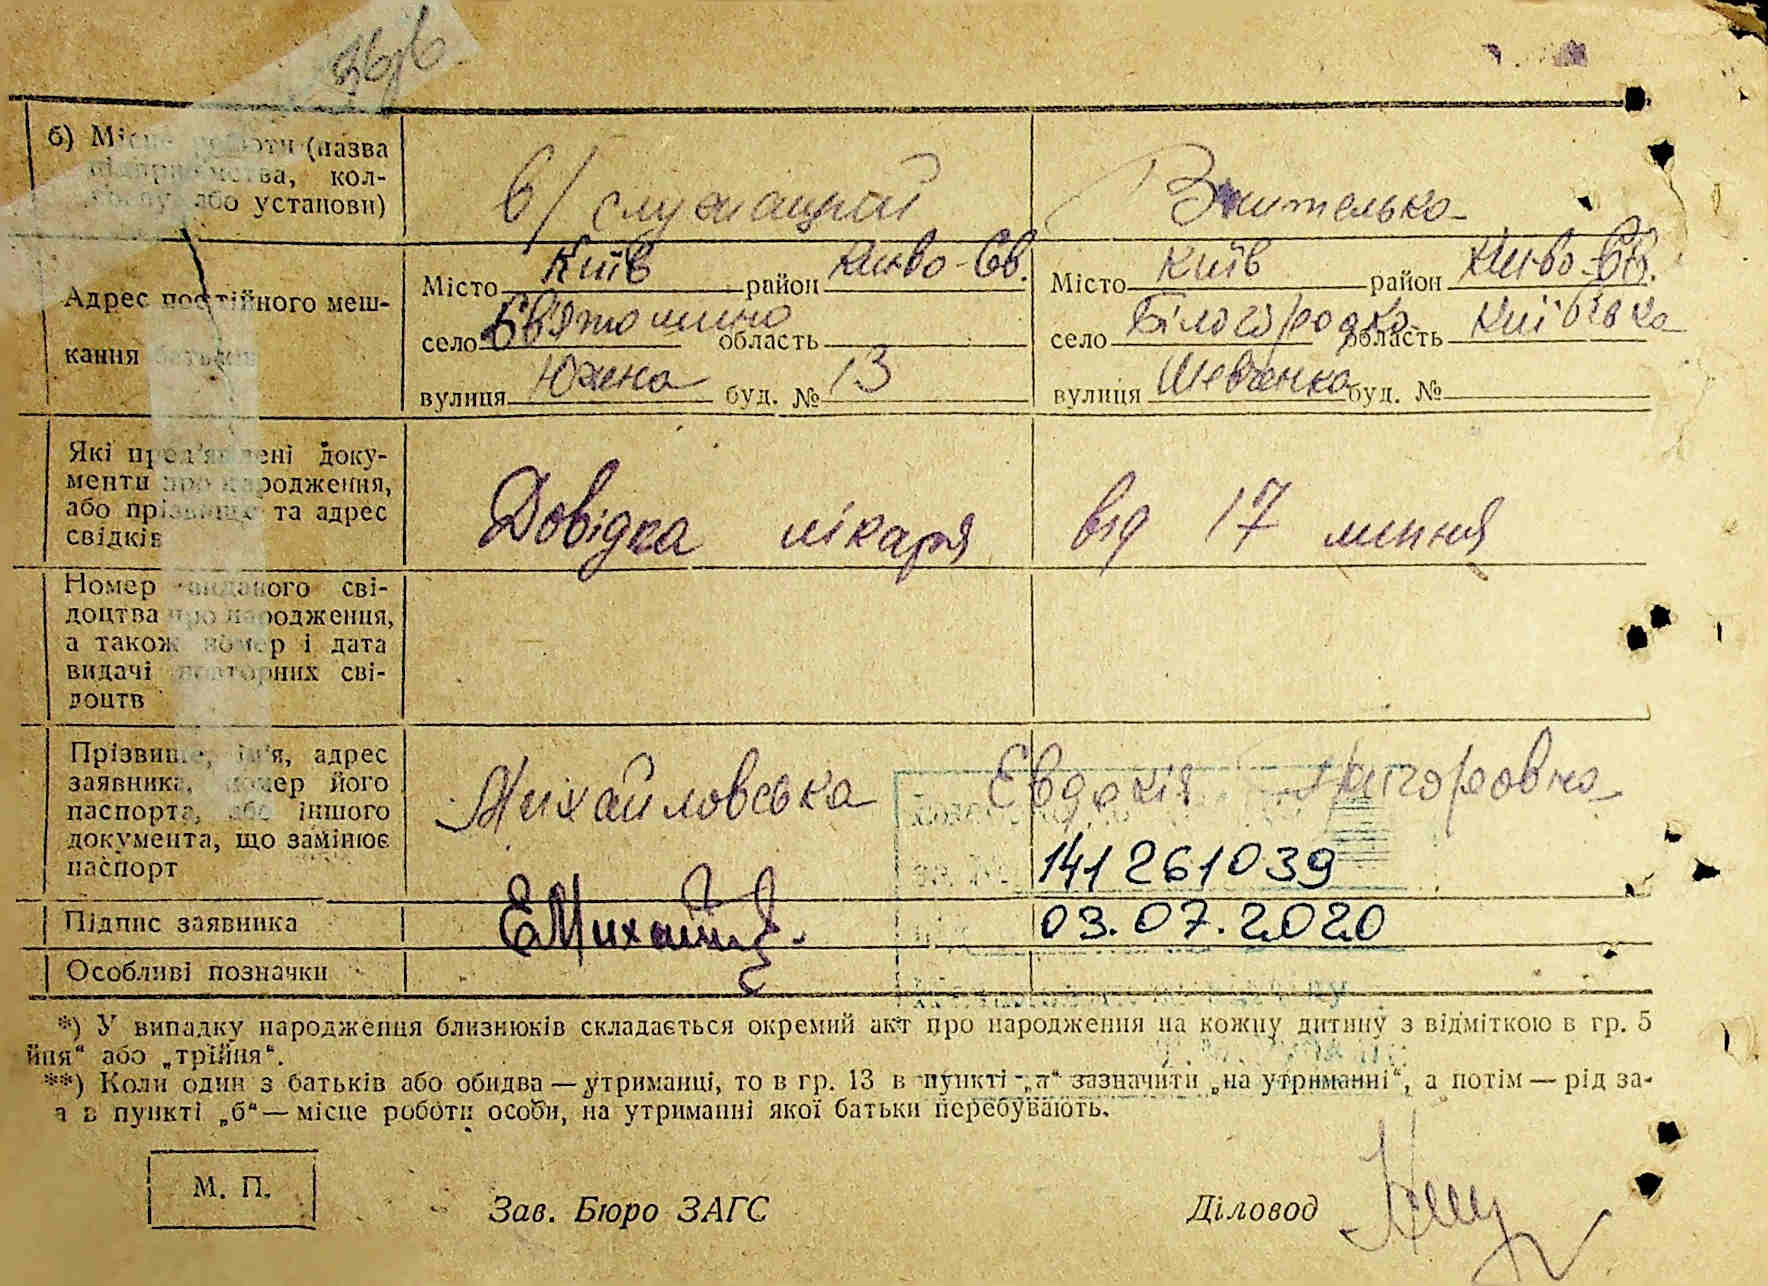 б) Місце роботи (назва
підприємства, кол-
госпу або установи)
в/служащий
Вчителька
Адрес постійного меш-
кання батьків
Місто Київ район Києво-Св.
село Святошино область
вулиця Южна буд. № 13
Місто Київ район Києво-Св.
село Білогородка область Київська
вулиця Шевченка буд. №
Які пред'явлені доку-
менти про народження,
або прізвище та адрес
свідків
Довідка лікаря від 17 липня
Номер виданого сві-
доцтва про народження,
а також номер і дата
видачі повторних сві-
доцтв
Прізвище, ім'я, адрес
заявника, номер його
паспорта, або іншого
документа, що замінює
паспорт
Михайловська Евдокія Григоровна
141261039
Підпис заявника
ЕМихай
03.07.2020
Особливі позначки
*) У випадку народження близнюків складається окремий акт про народження на кожну дитину з відміткою в гр. 5
йня" або „трійня".
**) Коли один з батьків або обидва — утриманці, то в гр. 13 в пункті „а" зазначити „на утриманні", а потім — рід за-
а в пункті „б" — місце роботи особи, на утриманні якої батьки перебувають.
М. П.
Зав. Бюро ЗАГС
Діловод